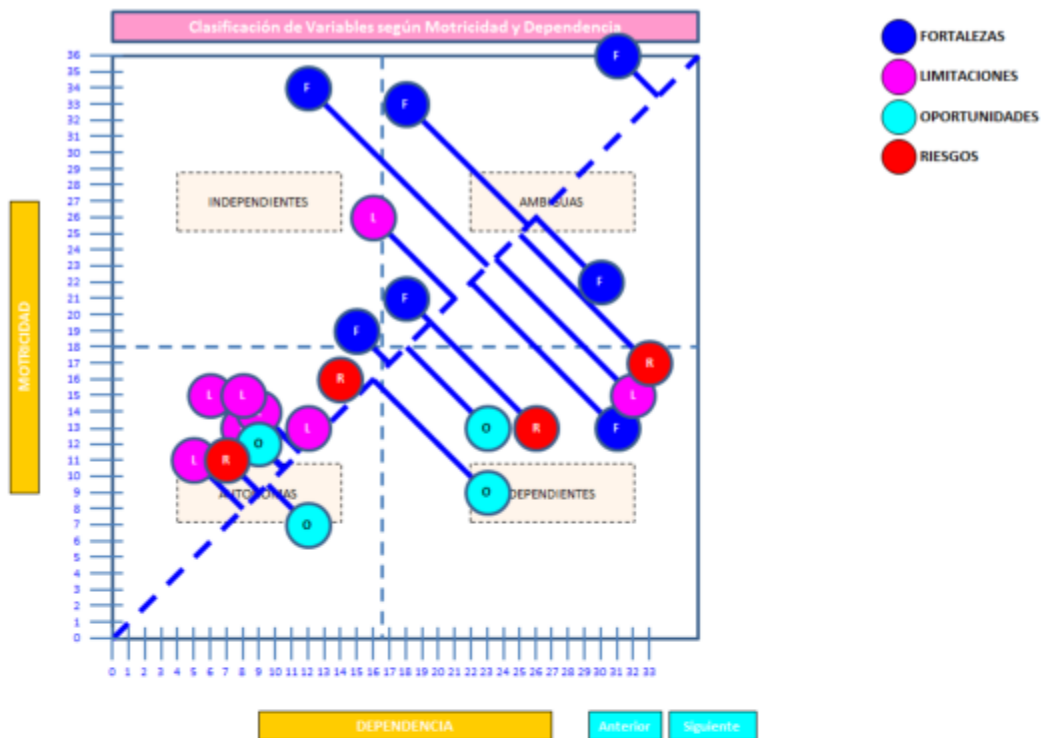 Clasificación de Variables según Motricidad y Dependencia
FORTALEZAS
LIMITACIONES
OPORTUNIDADES
RIESGOS
36
35
34
33
32
31
30
29
28
27
26
25
24
23
22
21
20
19
18
17
16
15
14
13
12
11
10
9
8
7
6
5
4
3
2
1
0
MOTRICIDAD
F
F
F
INDEPENDIENTES
AMBIGUAS
L
F
F
F
R
R
L L
L
L
F
O
R
O
L
R
AUTONOMAS
O
DEPENDIENTES
O
0 1 2 3 4 5 6 7 8 9 10 11 12 13 14 15 16 17 18 19 20 21 22 23 24 25 26 27 28 29 30 31 32 33
DEPENDENCIA
Anterior
Siguiente